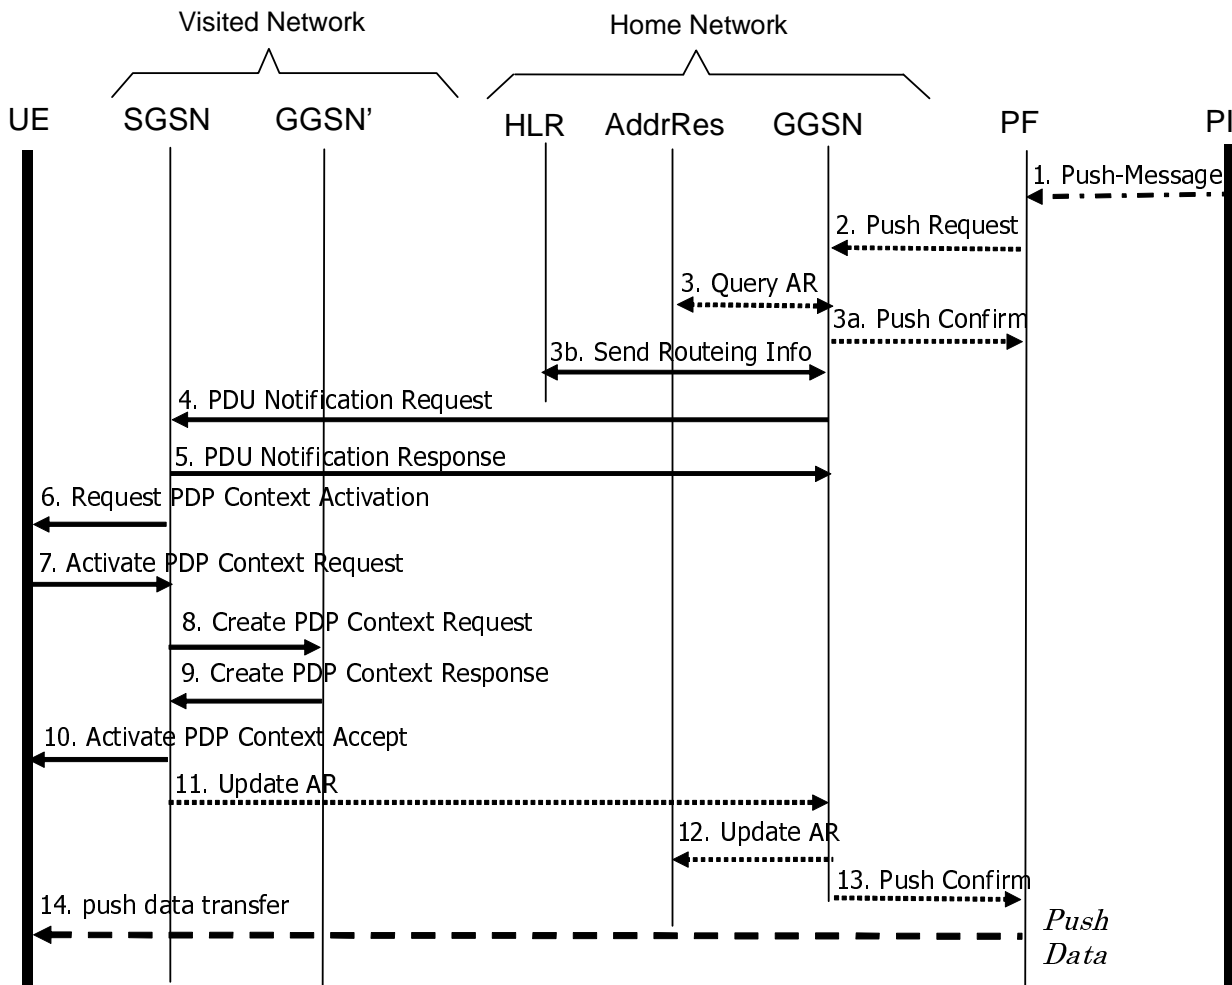 Visited Network
Home Network
UE
SGSN
GGSN’
HLR
AddrRes
GGSN
PF
PI
1. Push-Message
2. Push Request
3. Query AR
3a. Push Confirm
3b. Send Routeing Info
4. PDU Notification Request
5. PDU Notification Response
6. Request PDP Context Activation
7. Activate PDP Context Request
8. Create PDP Context Request
9. Create PDP Context Response
10. Activate PDP Context Accept
11. Update AR
12. Update AR
13. Push Confirm
14. push data transfer
Push
Data